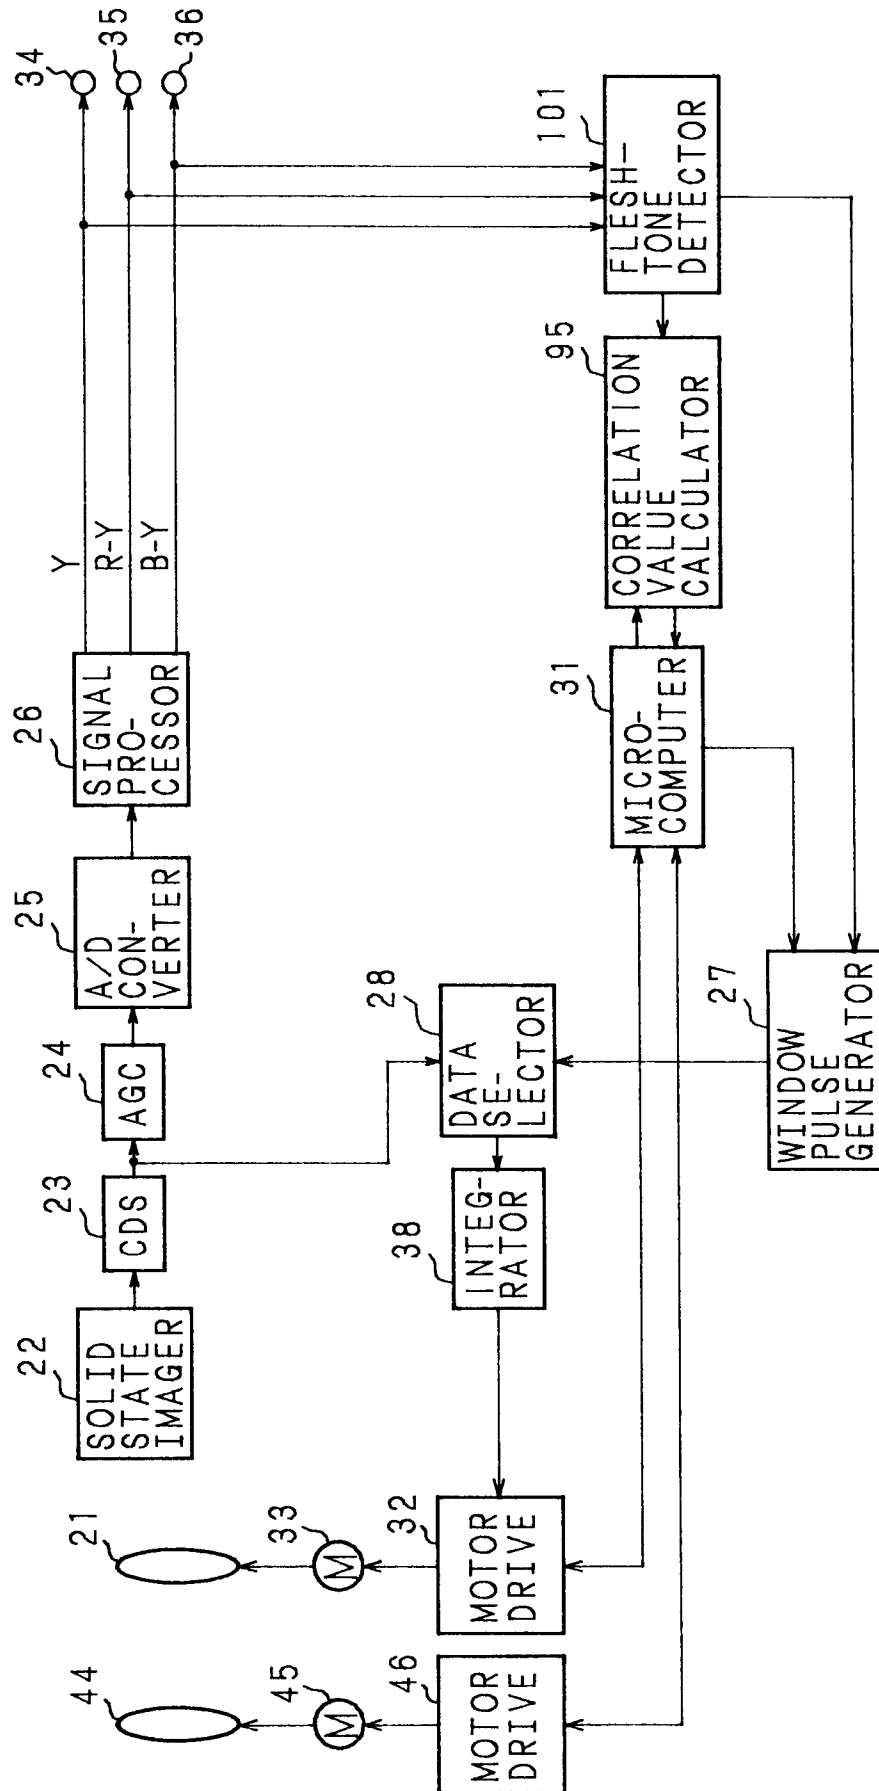 44
21
22
SOLID
STATE
IMAGER
23
CDS
24
AGC
25
A/D
CON-
VERTER
26
SIGNAL
PRO-
CESSOR
Y
R-Y
B-Y
34
35
36
45
M
33
M
46
MOTOR
DRIVE
32
MOTOR
DRIVE
38
INTEG-
RATOR
28
DATA
SE-
LECTOR
31
MICRO-
COMPUTER
95
CORRELATION
VALUE
CALCULATOR
101
FLESH-
TONE
DETECTOR
27
WINDOW
PULSE
GENERATOR